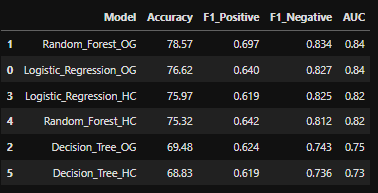 Model Accuracy F1_Positive F1_Negative AUC
1 Random_Forest_OG 78.57 0.697 0.834 0.84
0 Logistic_Regression_OG 76.62 0.640 0.827 0.84
3 Logistic_Regression_HC 75.97 0.619 0.825 0.82
4 Random_Forest_HC 75.32 0.642 0.812 0.82
2 Decision_Tree_OG 69.48 0.624 0.743 0.75
5 Decision_Tree_HC 68.83 0.619 0.736 0.73